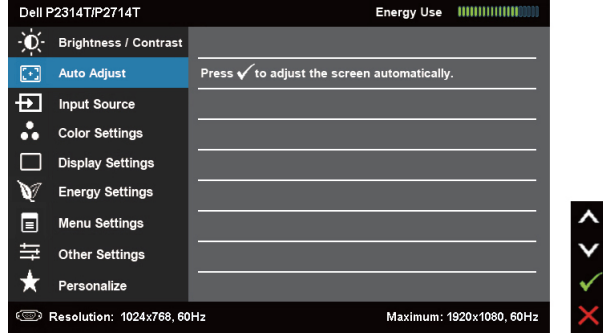 Dell P2314T/P2714T Energy Use
Brightness / Contrast
Auto Adjust Press ✓ to adjust the screen automatically.
Input Source
Color Settings
Display Settings
Energy Settings
Menu Settings
Other Settings
Personalize
Resolution: 1024x768, 60Hz Maximum: 1920x1080, 60Hz